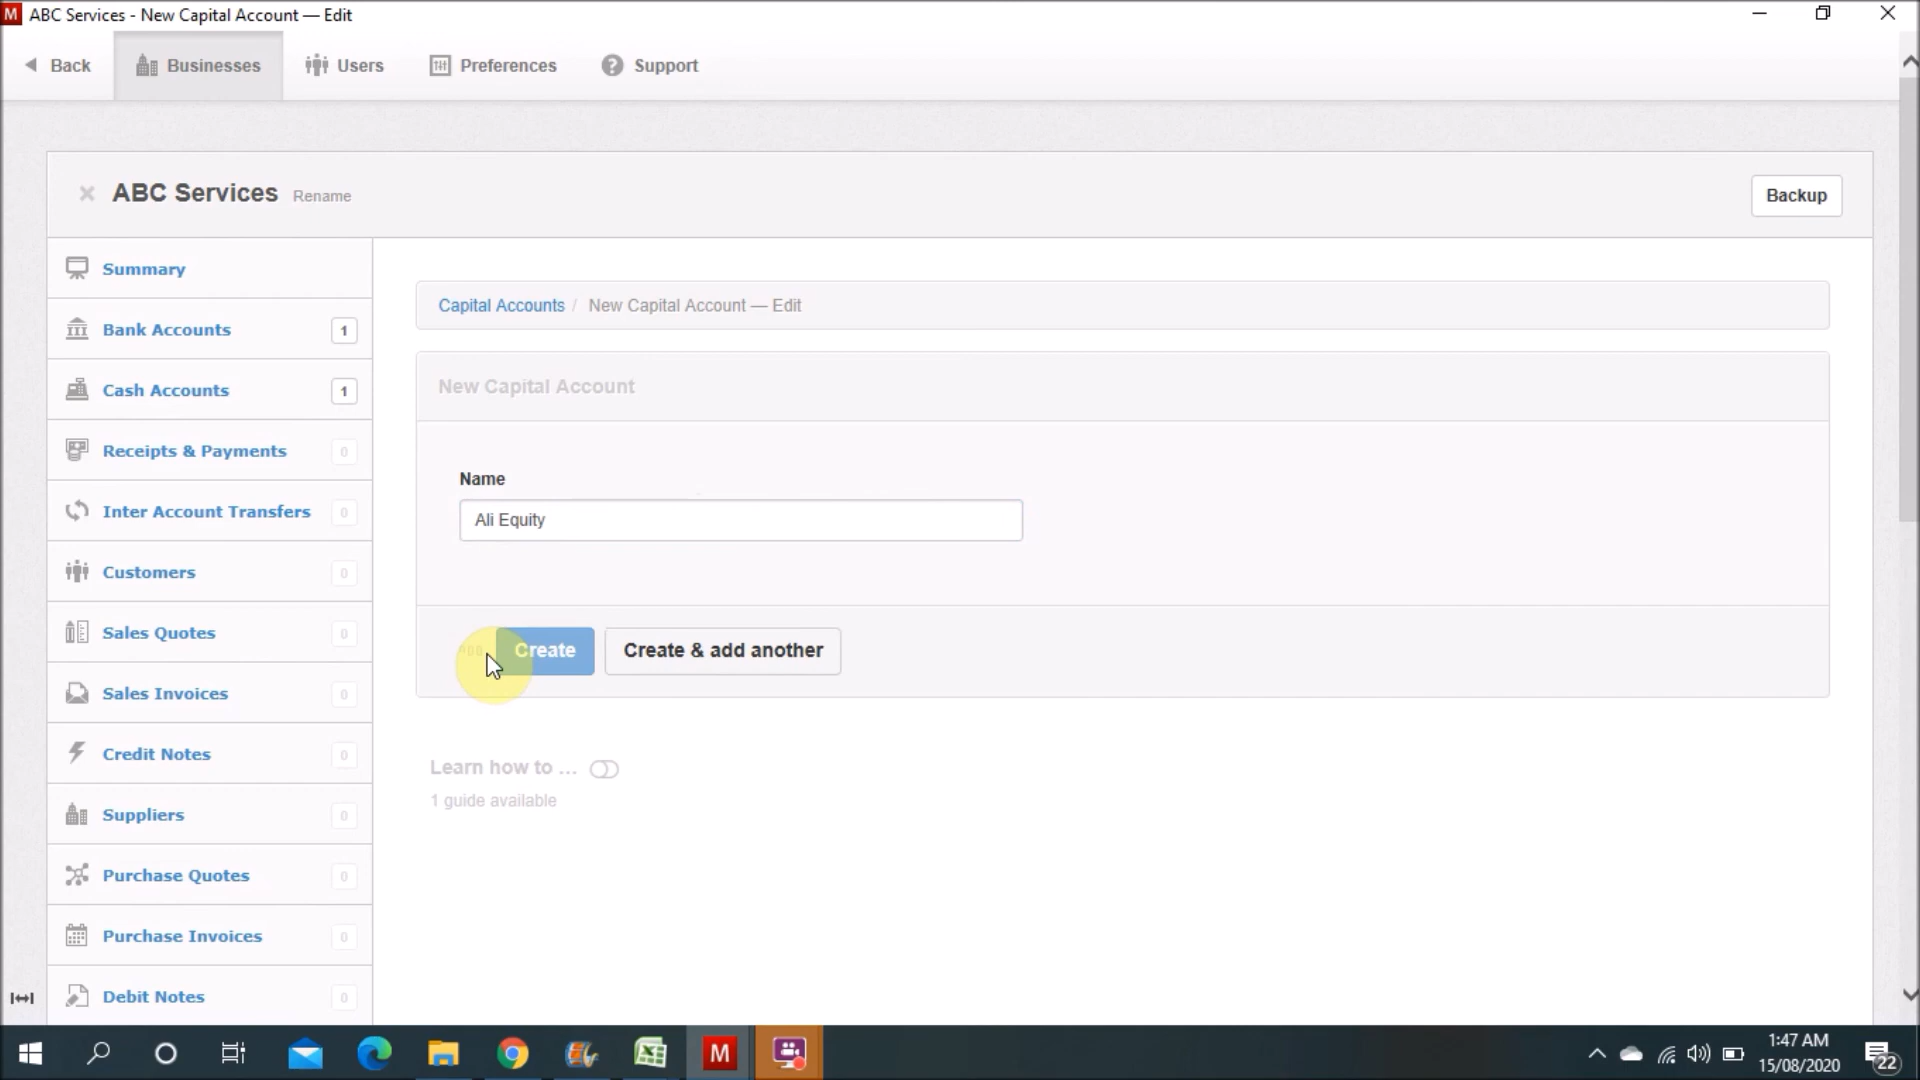 M ABC Services - New Capital Account — Edit
Back
Businesses
Users
Preferences
? Support
ABC Services Rename
Backup
Summary
Bank Accounts 1
Cash Accounts 1
Receipts & Payments 0
Inter Account Transfers 0
Customers 0
Sales Quotes 0
Sales Invoices 0
Credit Notes 0
Suppliers 0
Purchase Quotes 0
Purchase Invoices 0
Debit Notes 0
Capital Accounts / New Capital Account — Edit
New Capital Account
Name
Ali Equity
Create
Create & add another
Learn how to ...
1 guide available
M
1:47 AM
15/08/2020
22